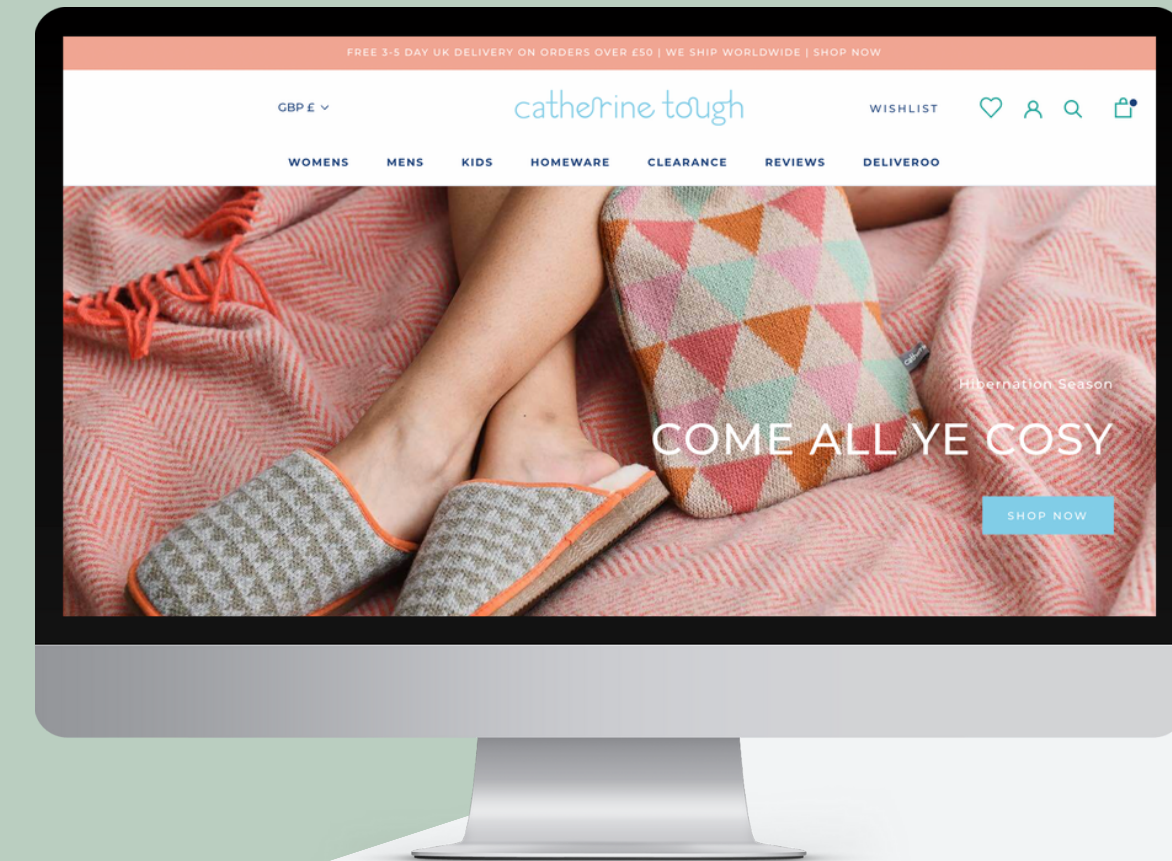 FREE 3-5 DAY UK DELIVERY ON ORDERS OVER £50 | WE SHIP WORLDWIDE | SHOP NOW
GBP £
catherine tough
WISHLIST
WOMENS MENS KIDS HOMEWARE CLEARANCE REVIEWS DELIVEROO
Hibernation Season
COME ALL YE COSY
SHOP NOW